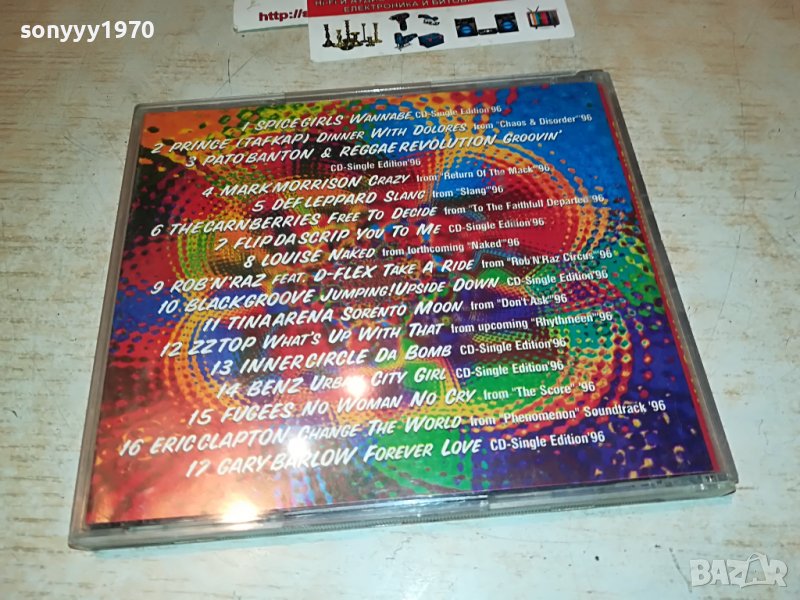 sonyyy1970
http://s
HI-FI АУДИО
ЕЛЕКТРОНИКА И БИТОВА
1 SPICE GIRLS WANNABE CD-Single Edition'96
2 PRINCE (TAFKAP) DINNER WITH DOLORES from "Chaos & Disorder"96
3 PATO BANTON & REGGAE REVOLUTION GROOVIN'
CD-Single Edition'96
4 MARK MORRISON CRAZY from "Return Of The Mack"96
5 DEF LEPPARD SLANG from "Slang"96
6 THE CARNBERRIES FREE TO DECIDE from "To The Faithfull Departed"96
7 FLIP DA SCRIP YOU TO ME CD-Single Edition'96
8 LOUISE NAKED from forthcoming "Naked"96
9 ROB'N'RAZ FEAT. D-FLEX TAKE A RIDE from "Rob'N'Raz Circus"96
10 BLACKGROOVE JUMPING!UPSIDE DOWN CD-Single Edition'96
11 TINA ARENA SORENTO MOON from "Don't Ask"96
12 ZZ TOP WHAT'S UP WITH THAT from upcoming "Rhythmeen"96
13 INNER CIRCLE DA BOMB CD-Single Edition'96
14 BENZ URBAN CITY GIRL CD-Single Edition'96
15 FUGEES NO WOMAN NO CRY from "The Score" '96
16 ERIC CLAPTON CHANGE THE WORLD from "Phenomenon" Soundtrack '96
17 GARY BARLOW FOREVER LOVE CD-Single Edition'96
BAZAR